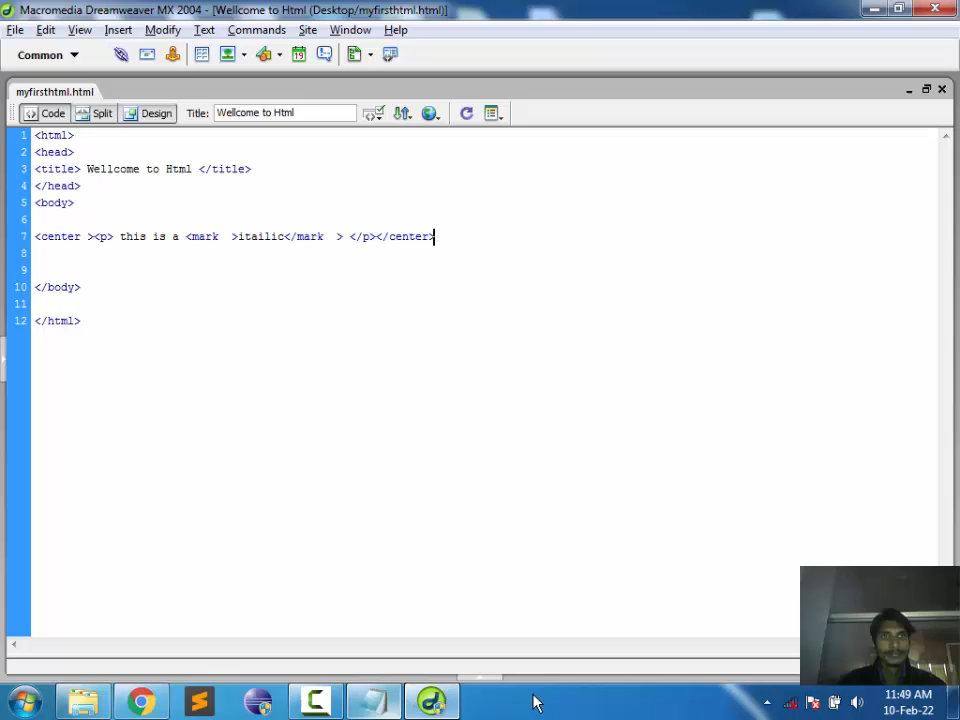 Macromedia Dreamweaver MX 2004 - [Wellcome to Html (Desktop/myfirsthtml.html)]
File Edit View Insert Modify Text Commands Site Window Help
Common
myfirsthtml.html
Code Split Design Title: Wellcome to Html
1 <html>
2 <head>
3 <title> Wellcome to Html </title>
4 </head>
5 <body>
6
7 <center ><p> this is a <mark  >itailic</mark  > </p></center>
8
9
10 </body>
11
12 </html>
11:49 AM
10-Feb-22